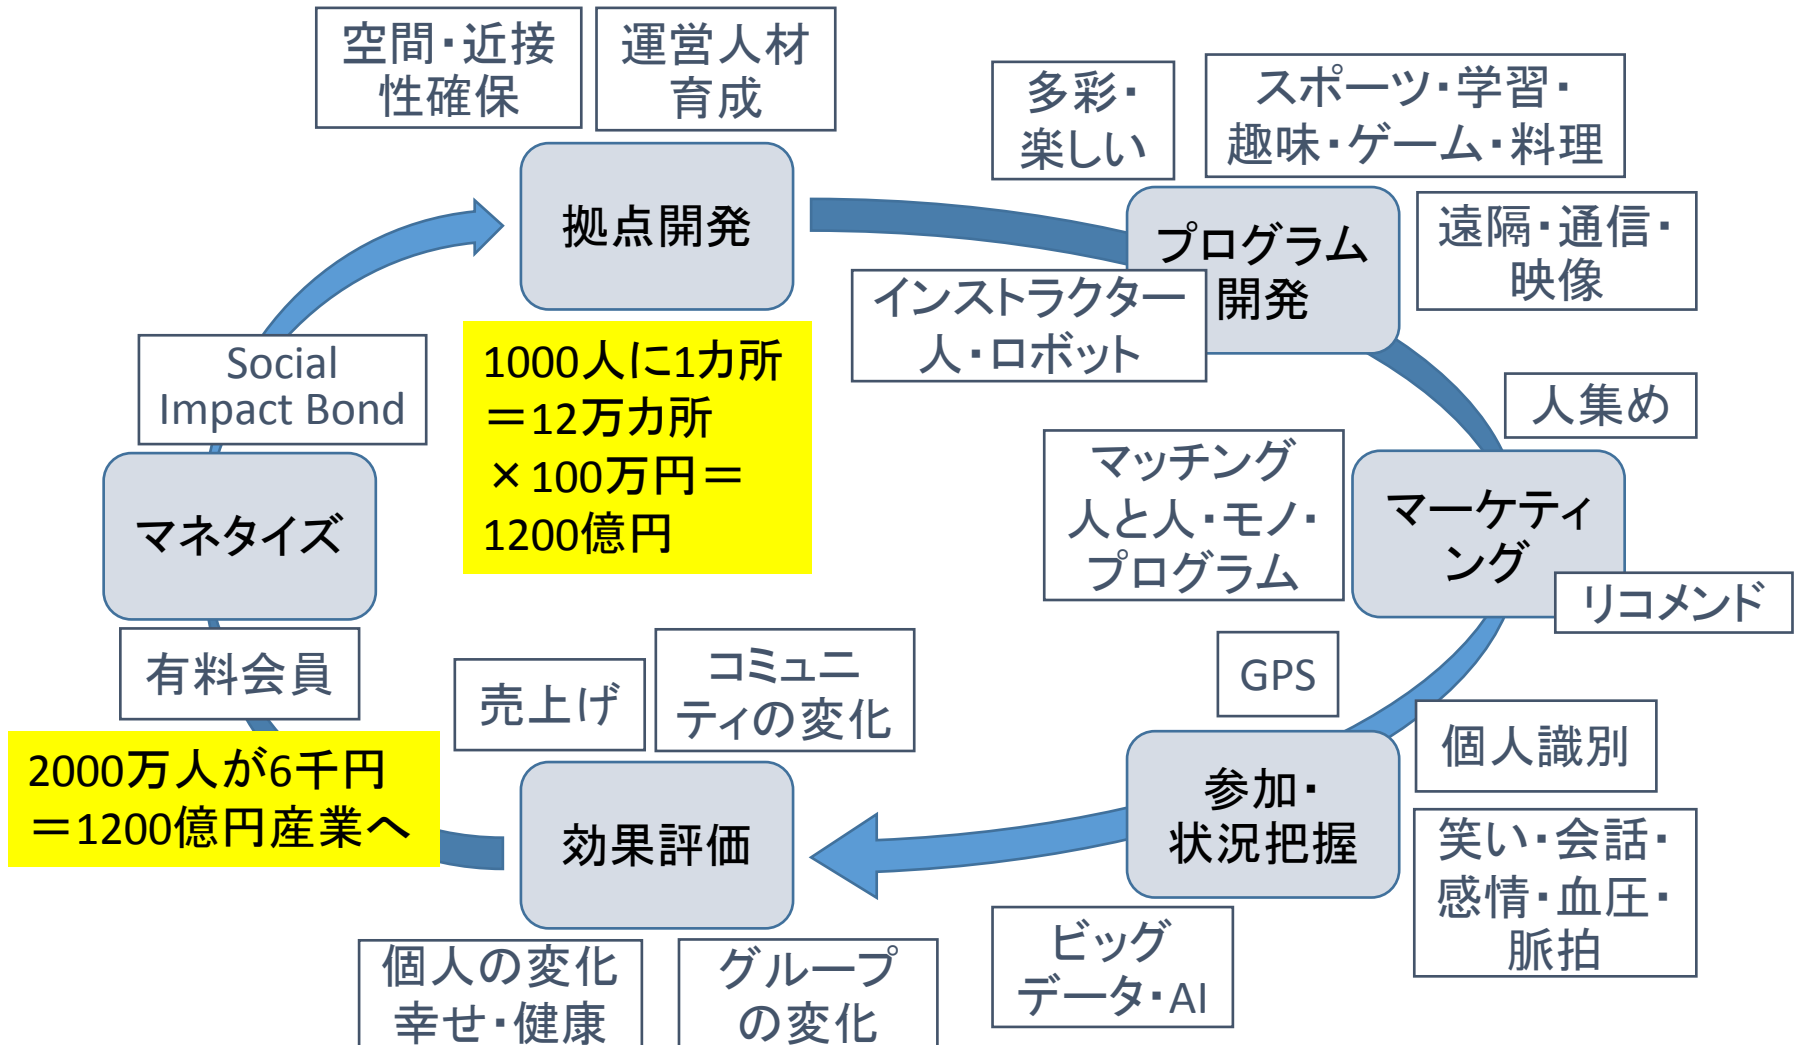 空間・近接
性確保
運営人材
育成
多彩・
楽しい
スポーツ・学習・
趣味・ゲーム・料理
拠点開発
プログラム
開発
遠隔・通信・
映像
インストラクター
人・ロボット
Social
Impact Bond
1000人に1カ所
＝12万カ所
×100万円＝
1200億円
人集め
マッチング
人と人・モノ・
プログラム
マーケティ
ング
リコメンド
マネタイズ
有料会員
売上げ
コミュニ
ティの変化
GPS
個人識別
2000万人が6千円
＝1200億円産業へ
効果評価
参加・
状況把握
笑い・会話・
感情・血圧・
脈拍
個人の変化
幸せ・健康
グループ
の変化
ビッグ
データ・AI